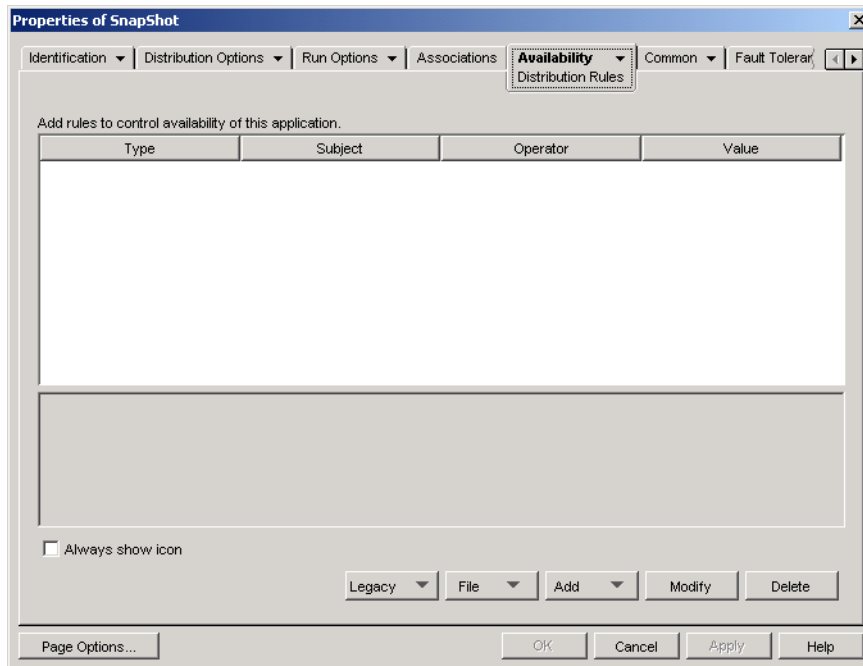 Properties of SnapShot
Identification Distribution Options Run Options Associations Availability Common Fault Toleran
Distribution Rules
Add rules to control availability of this application.
Type Subject Operator Value
Always show icon
Legacy File Add Modify Delete
Page Options... OK Cancel Apply Help